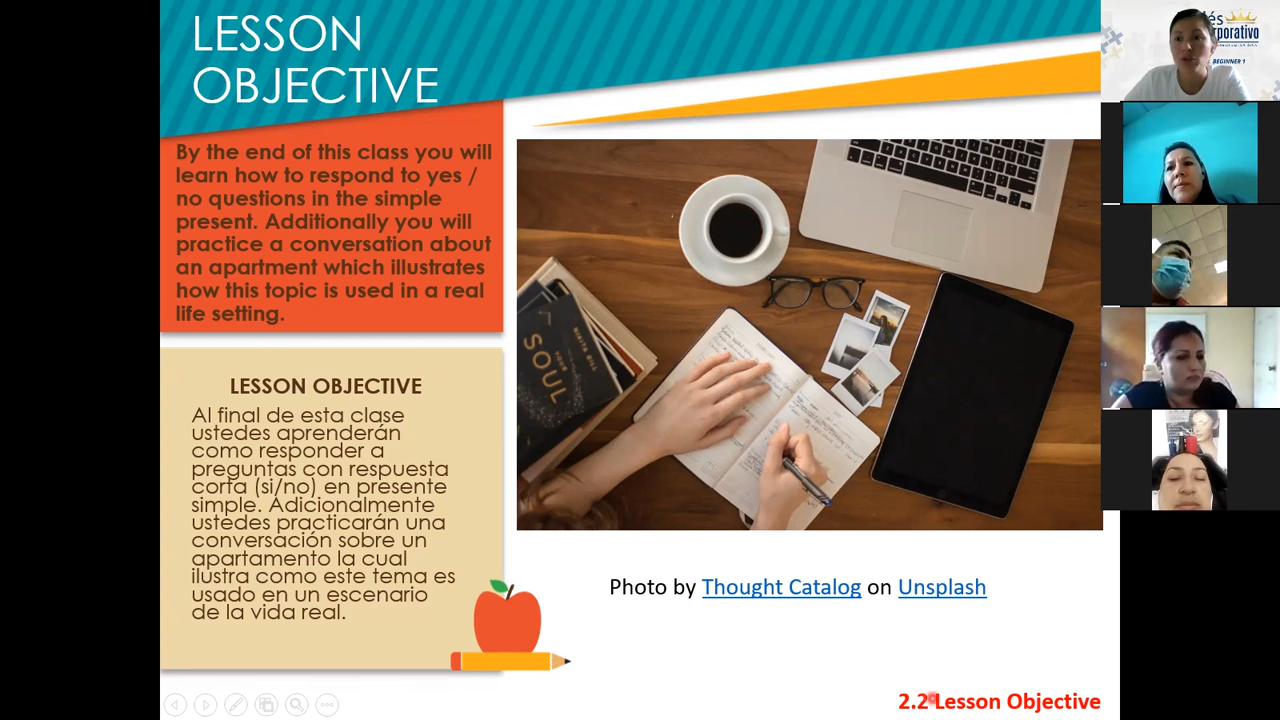 LESSON
OBJECTIVE
By the end of this class you will
learn how to respond to yes /
no questions in the simple
present. Additionally you will
practice a conversation about
an apartment which illustrates
how this topic is used in a real
life setting.
LESSON OBJECTIVE
Al final de esta clase
ustedes aprenderán
como responder a
preguntas con respuesta
corta (si/no) en presente
simple. Adicionalmente
ustedes practicarán una
conversación sobre un
apartamento la cual
ilustra como este tema es
usado en un escenario
de la vida real.
YOUR
SOUL
NIKITA GILL
Photo by Thought Catalog on Unsplash
2.2 Lesson Objective
BEGINNER 1